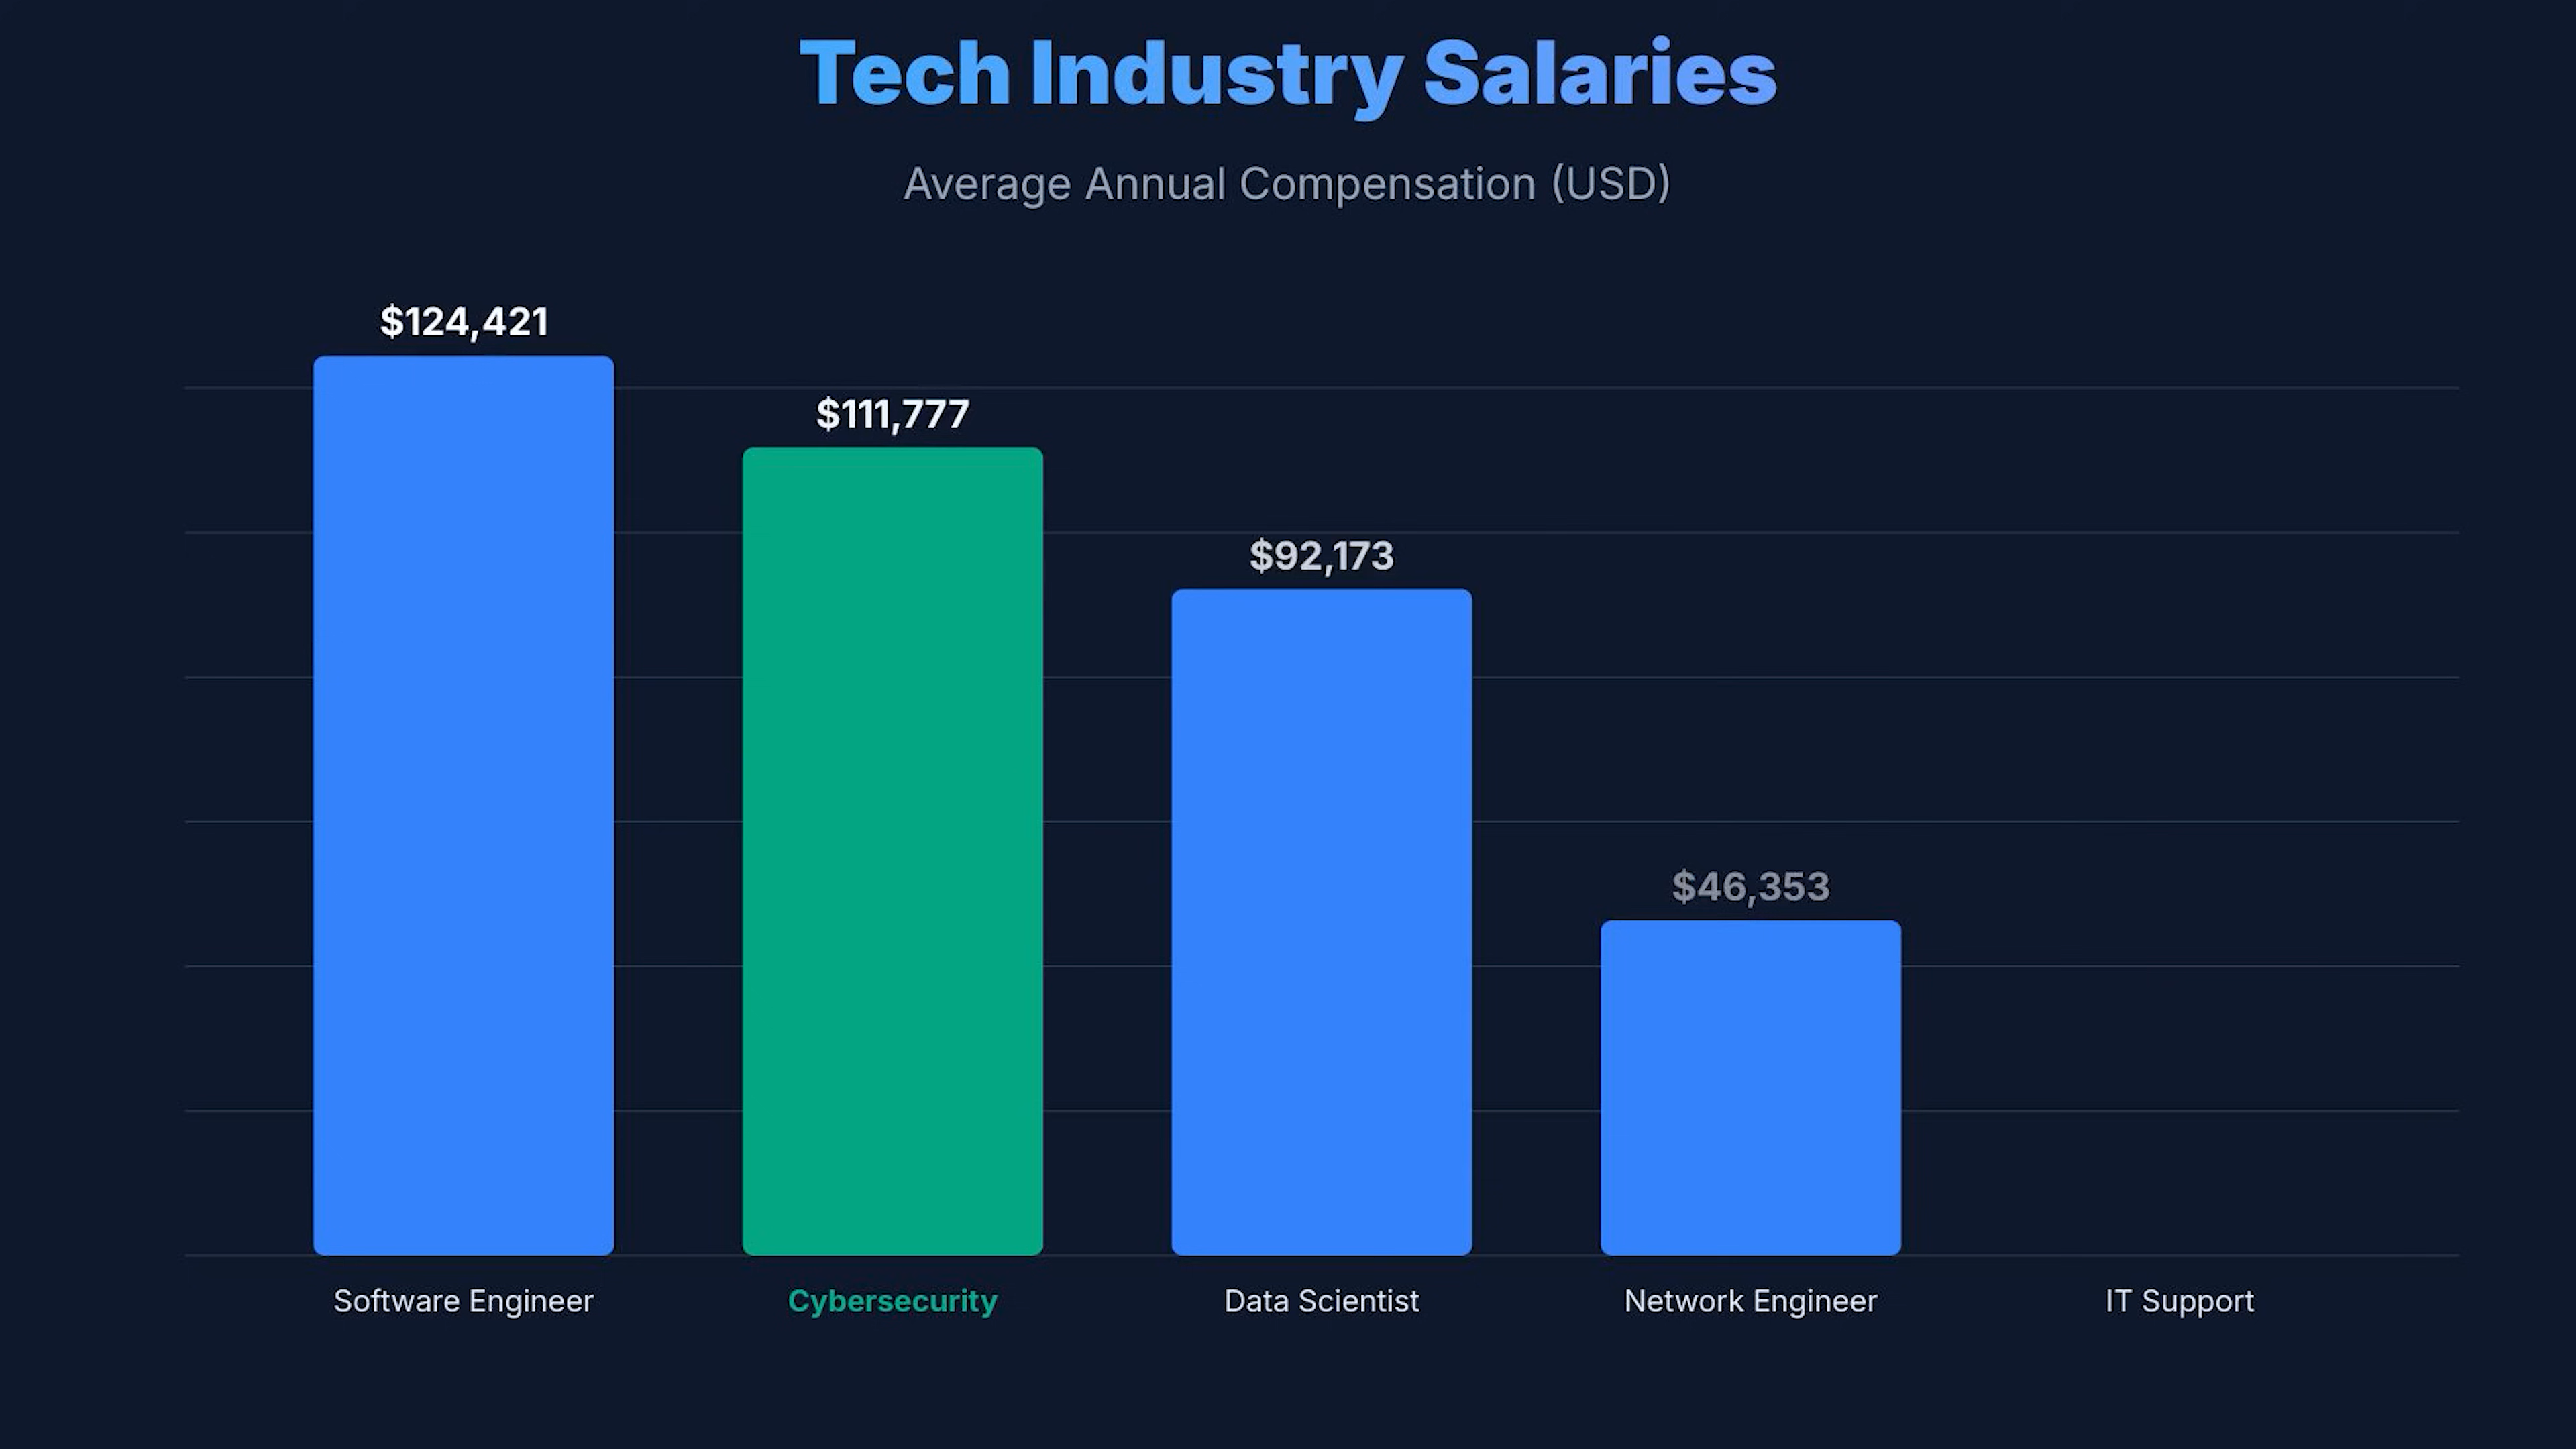 Tech Industry Salaries
Average Annual Compensation (USD)
$124,421
$111,777
$92,173
$46,353
Software Engineer
Cybersecurity
Data Scientist
Network Engineer
IT Support